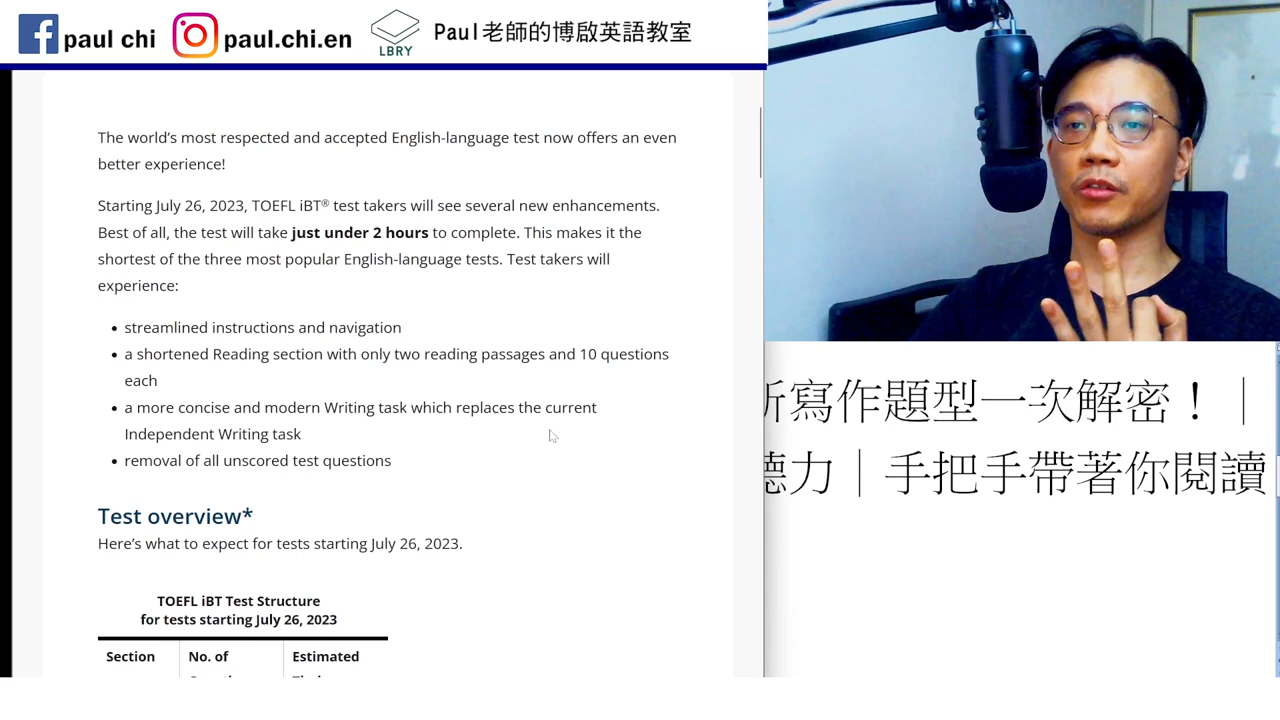 paul chi
paul.chi.en
LBRY
Paul老師的博啟英語教室
The world's most respected and accepted English-language test now offers an even
better experience!
Starting July 26, 2023, TOEFL iBT® test takers will see several new enhancements.
Best of all, the test will take just under 2 hours to complete. This makes it the
shortest of the three most popular English-language tests. Test takers will
experience:
• streamlined instructions and navigation
• a shortened Reading section with only two reading passages and 10 questions
each
• a more concise and modern Writing task which replaces the current
Independent Writing task
• removal of all unscored test questions
Test overview*
Here's what to expect for tests starting July 26, 2023.
TOEFL iBT Test Structure
for tests starting July 26, 2023
Section No. of Estimated
寫作題型一次解密！｜
力｜手把手帶著你閱讀